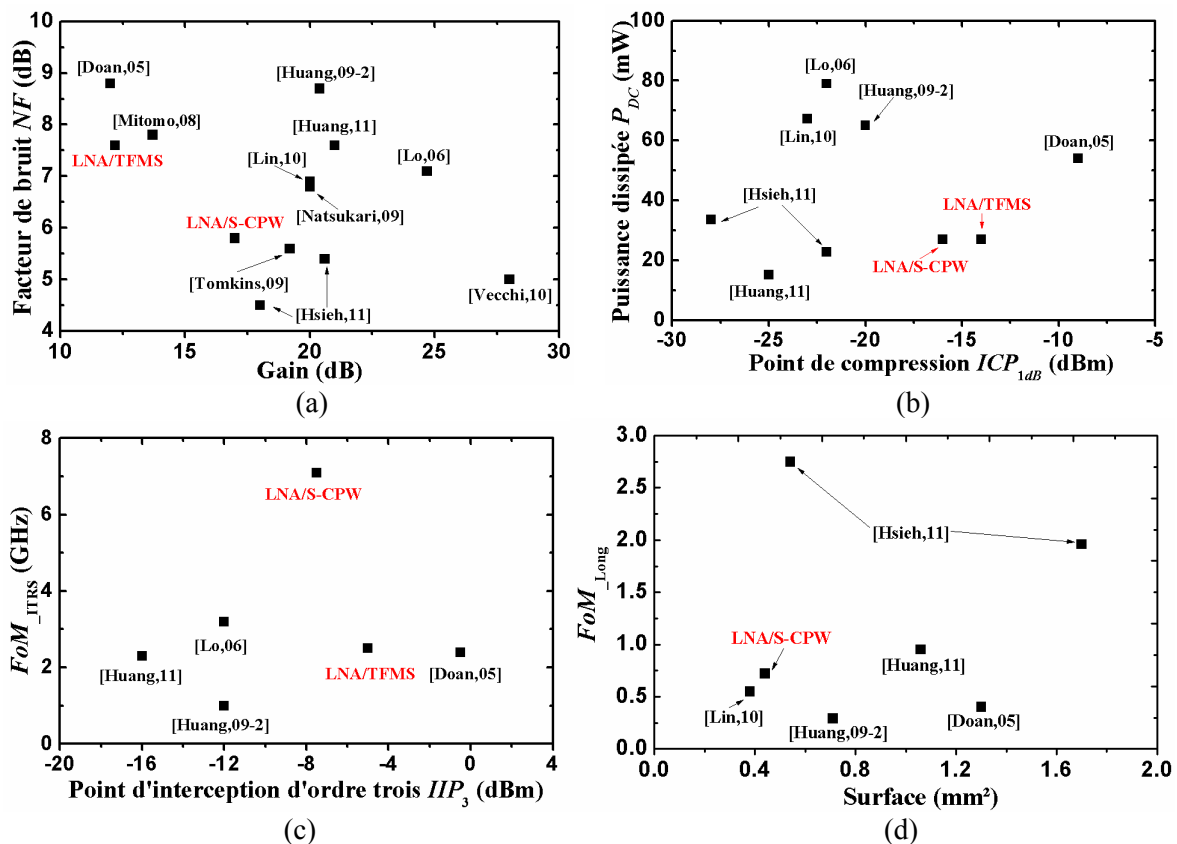 9
8
7
6
5
4
Facteur de bruit NF (dB)
[Doan,05]
[Huang,09-2]
[Mitomo,08]
[Huang,11]
LNA/TFMS
[Lin,10]
[Lo,06]
[Natsukari,09]
LNA/S-CPW
[Tomkins,09]
[Vecchi,10]
[Hsieh,11]
10 15 20 25 30
Gain (dB)
(a)
100
80
60
40
20
0
Puissance dissipée P_DC (mW)
[Lo,06]
[Huang,09-2]
[Lin,10]
[Doan,05]
[Hsieh,11]
LNA/TFMS
LNA/S-CPW
[Huang,11]
-30 -25 -20 -15 -10 -5
Point de compression ICP_1dB (dBm)
(b)
8
6
4
2
0
FoM_ITRS (GHz)
LNA/S-CPW
[Lo,06]
[Huang,11]
LNA/TFMS
[Doan,05]
[Huang,09-2]
-20 -16 -12 -8 -4 0 4
Point d'interception d'ordre trois IIP_3 (dBm)
(c)
3.0
2.5
2.0
1.5
1.0
0.5
0.0
FoM_Long
[Hsieh,11]
LNA/S-CPW
[Huang,11]
[Lin,10]
[Huang,09-2]
[Doan,05]
0.0 0.4 0.8 1.2 1.6 2.0
Surface (mm²)
(d)